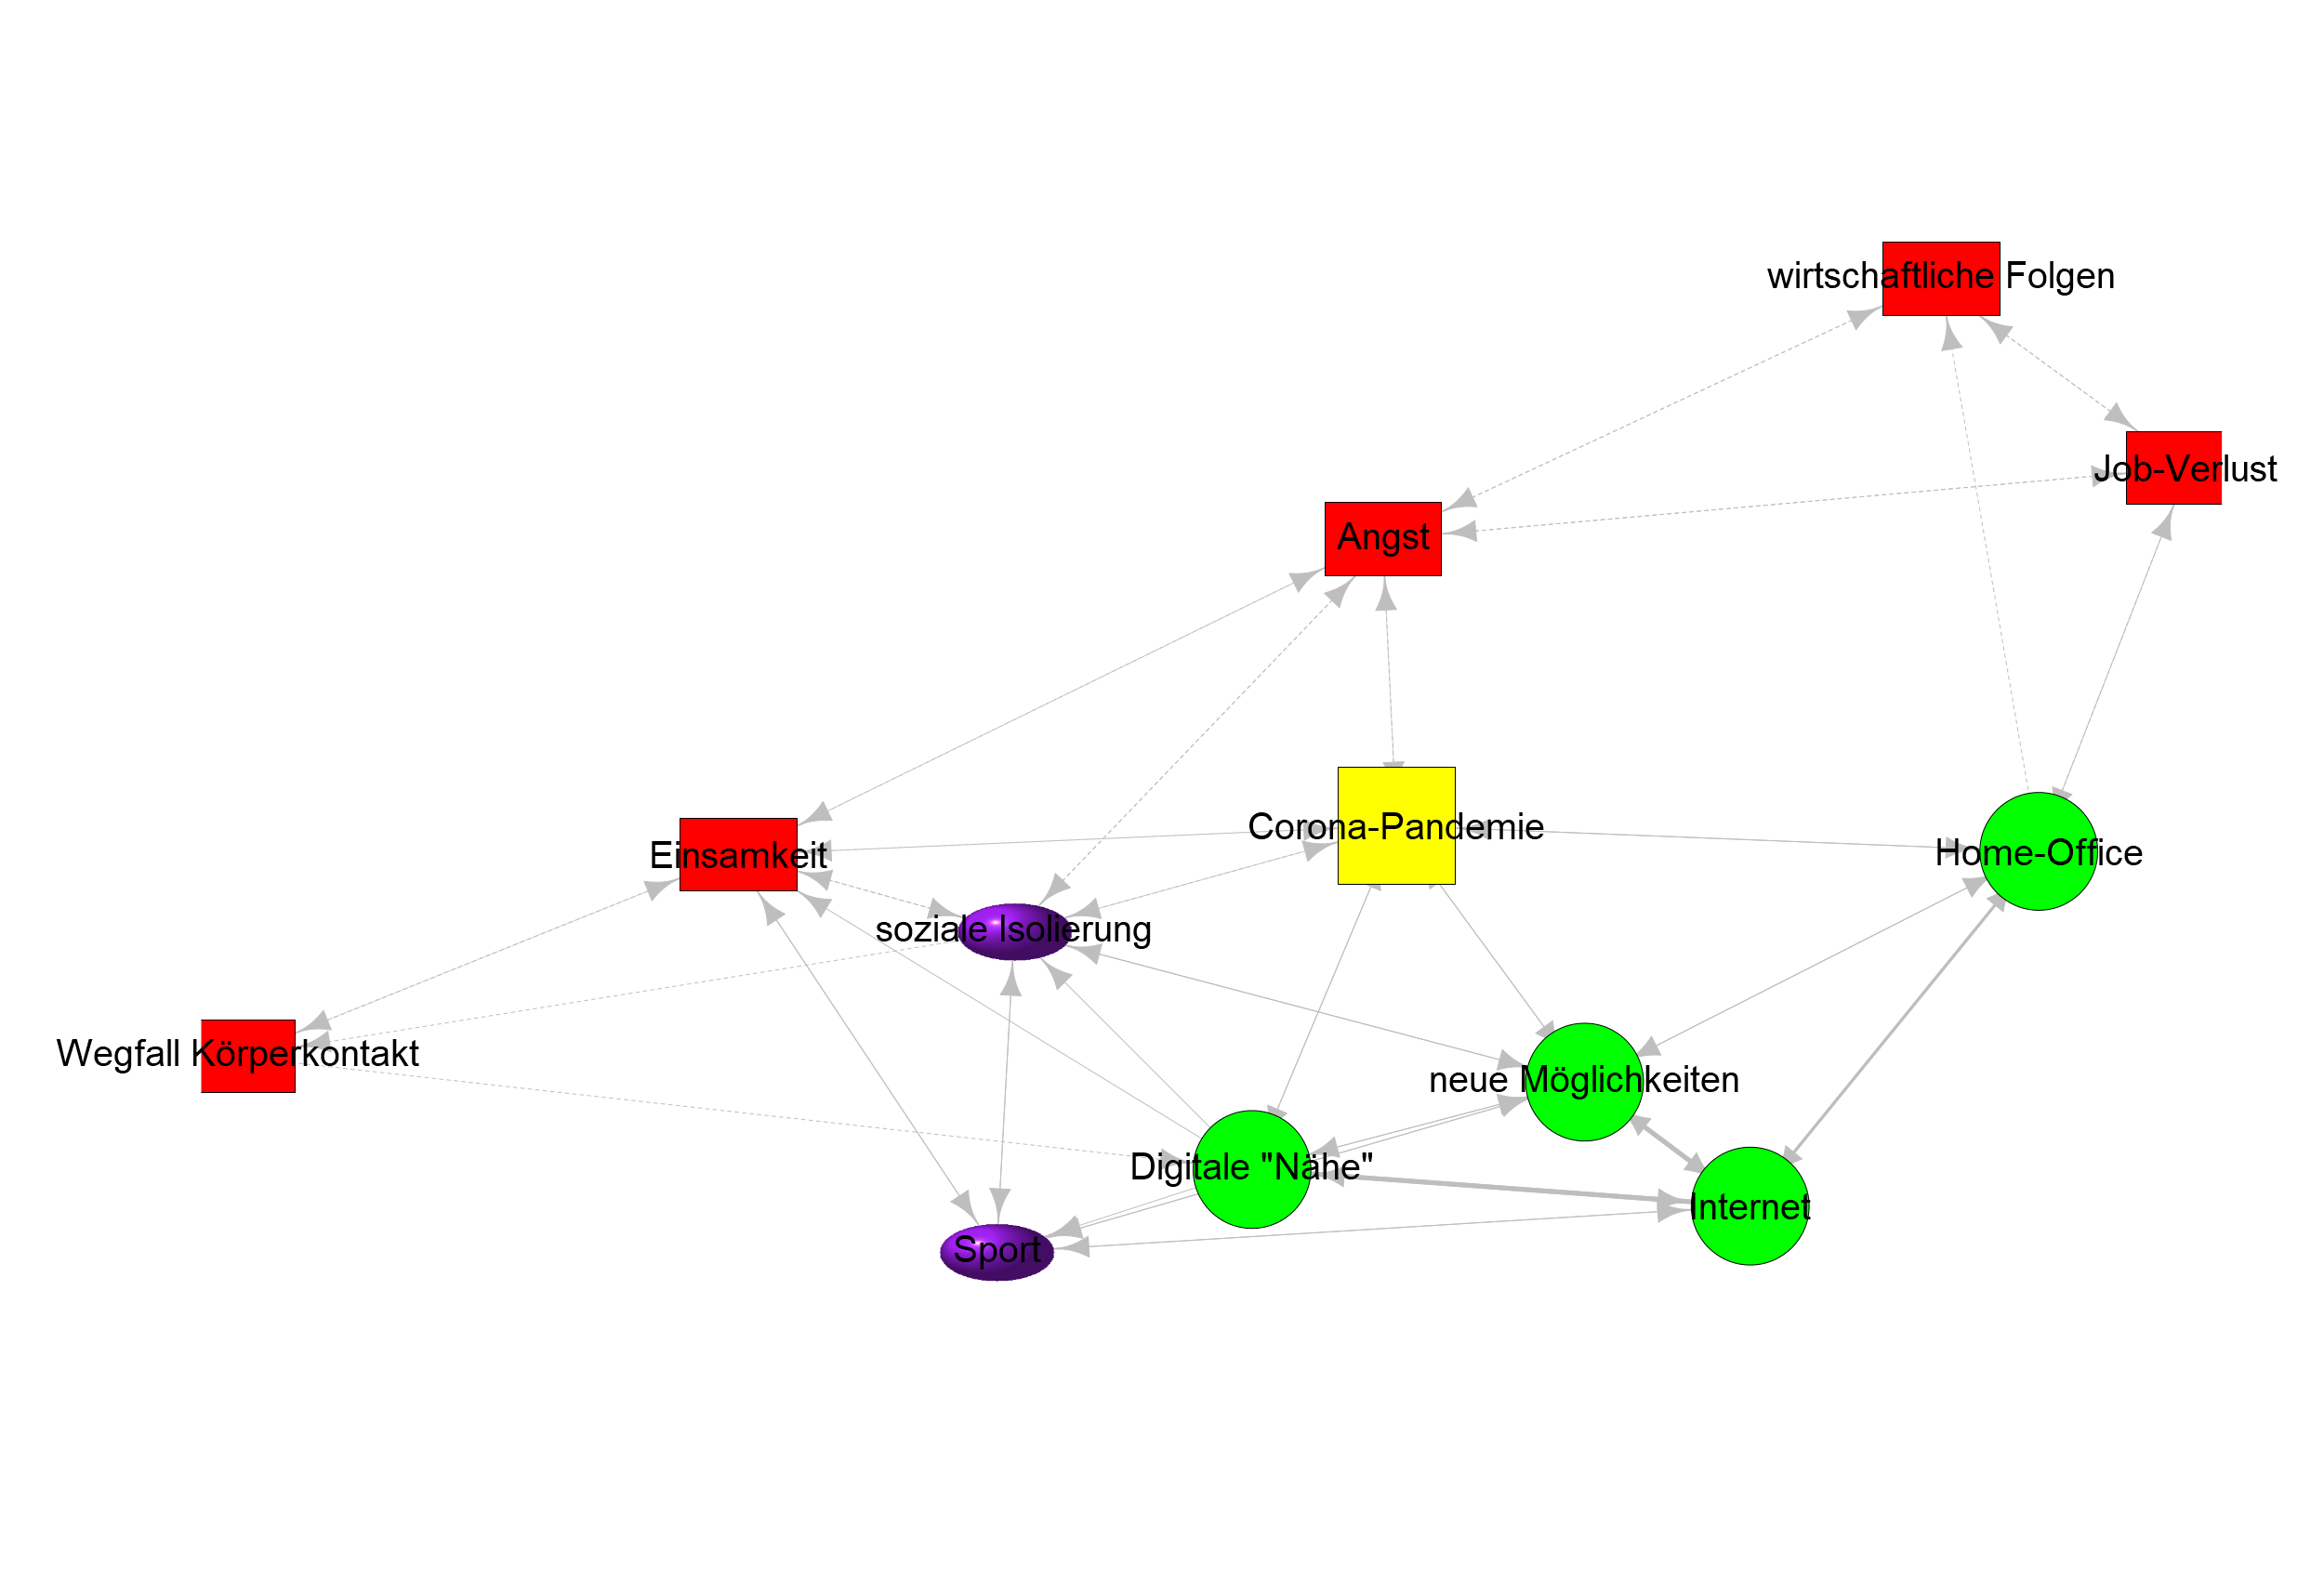 wirtschaftliche Folgen
Job-Verlust
Angst
Corona-Pandemie
Einsamkeit
Home-Office
soziale Isolierung
Wegfall Körperkontakt
neue Möglichkeiten
Digitale "Nähe"
Internet
Sport